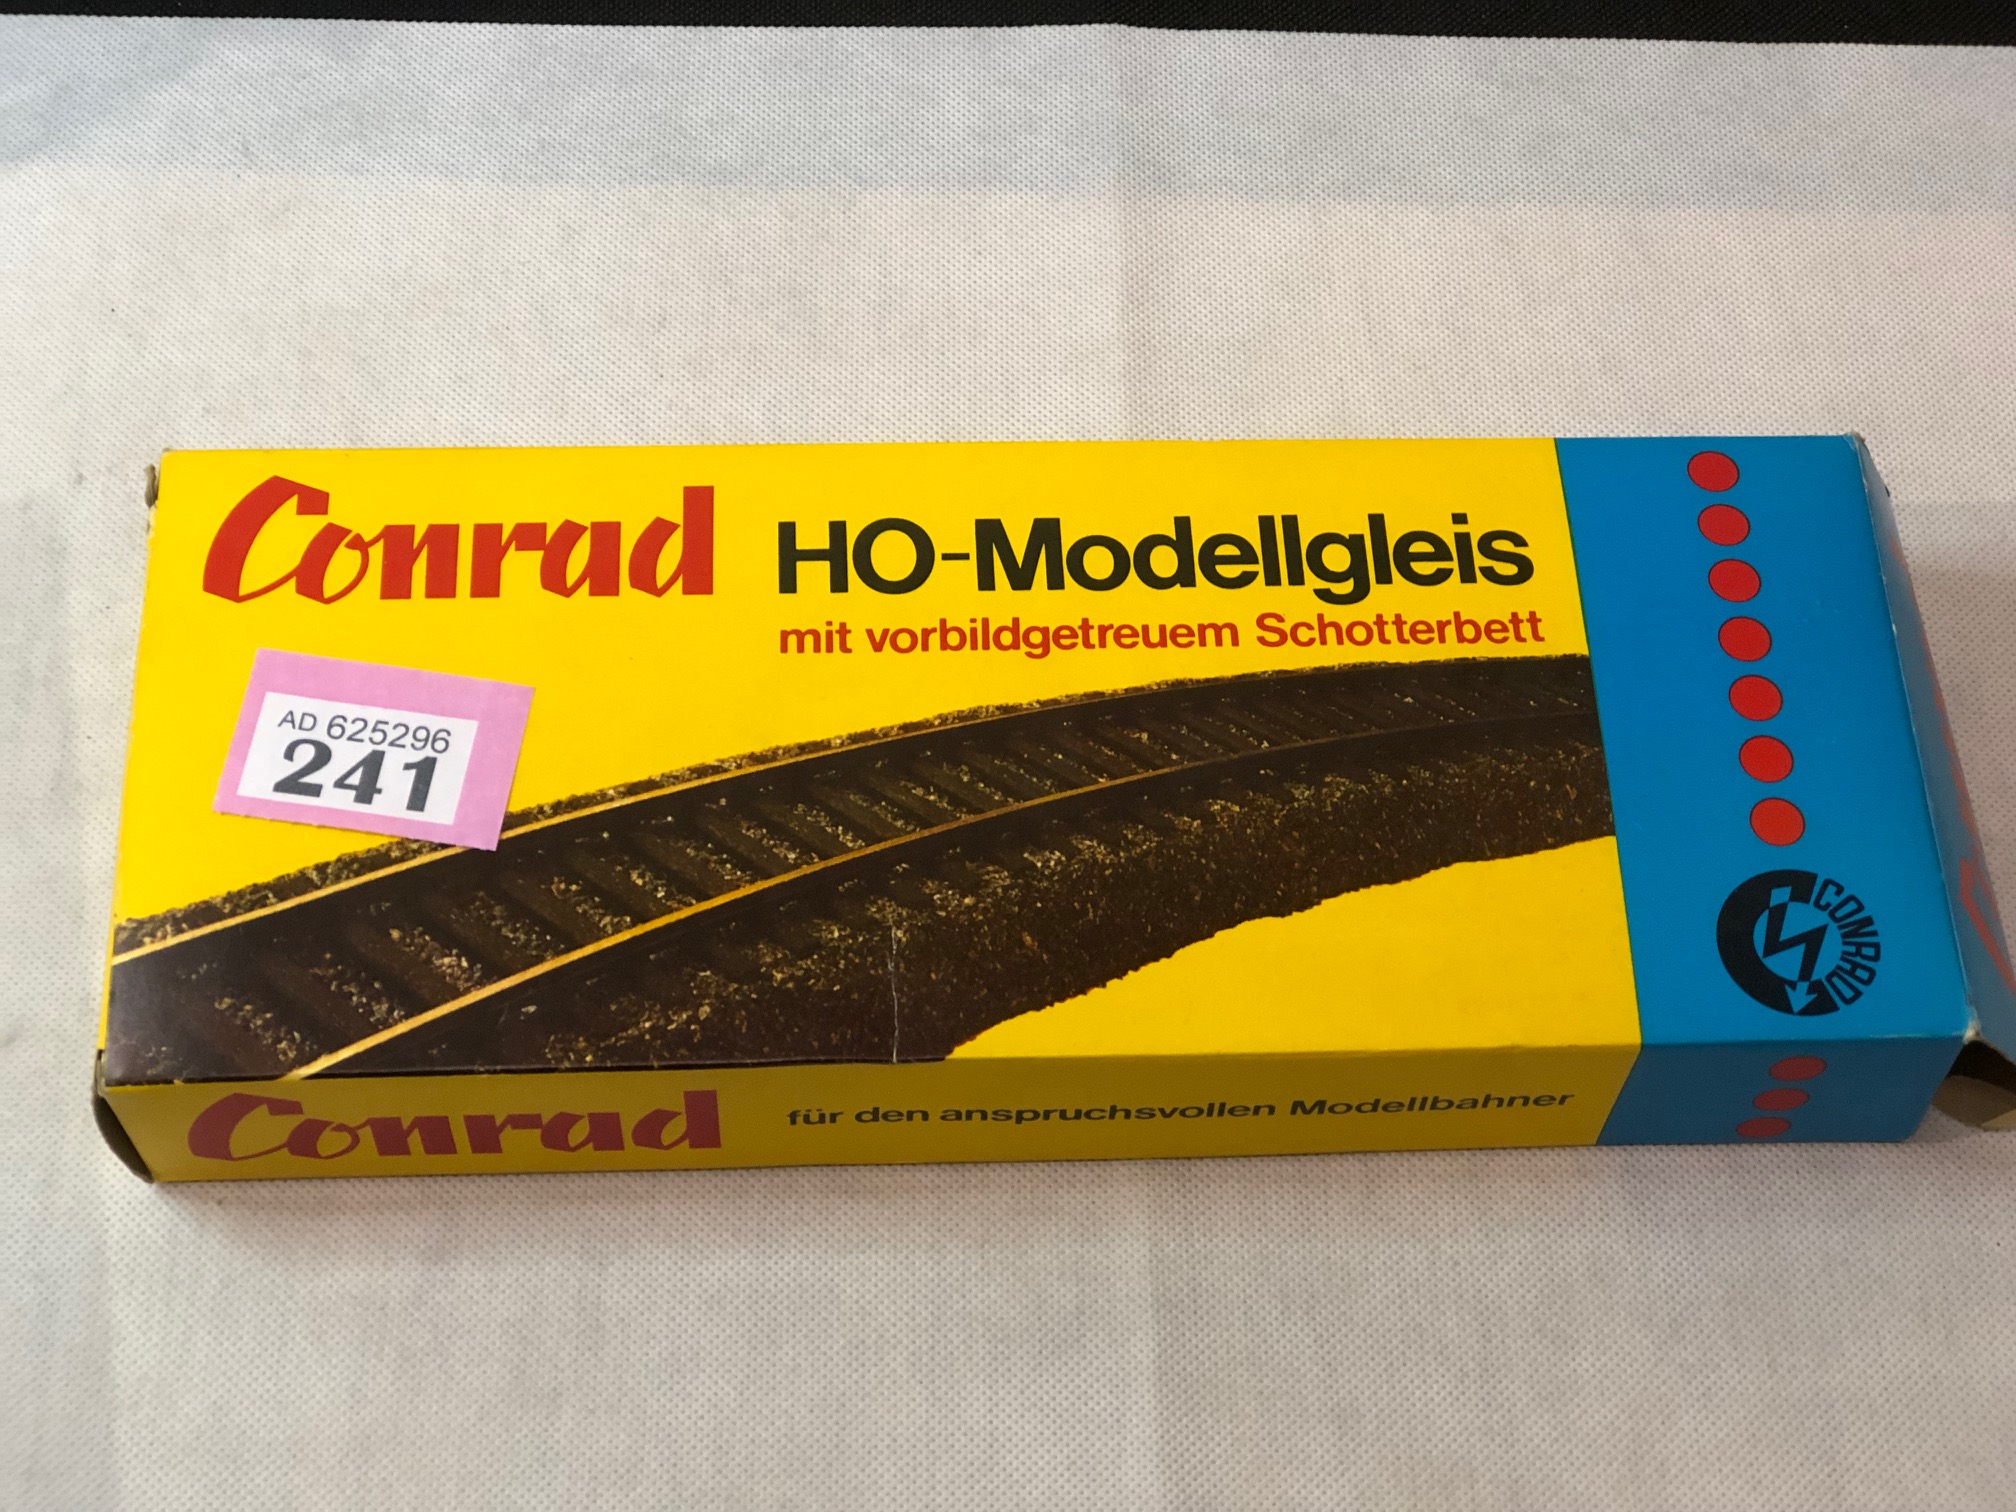 Conrad
HO-Modellgleis
mit vorbildgetreuem Schotterbett
AD 625296
241
CONRAD
Conrad
für den anspruchsvollen Modellbahner